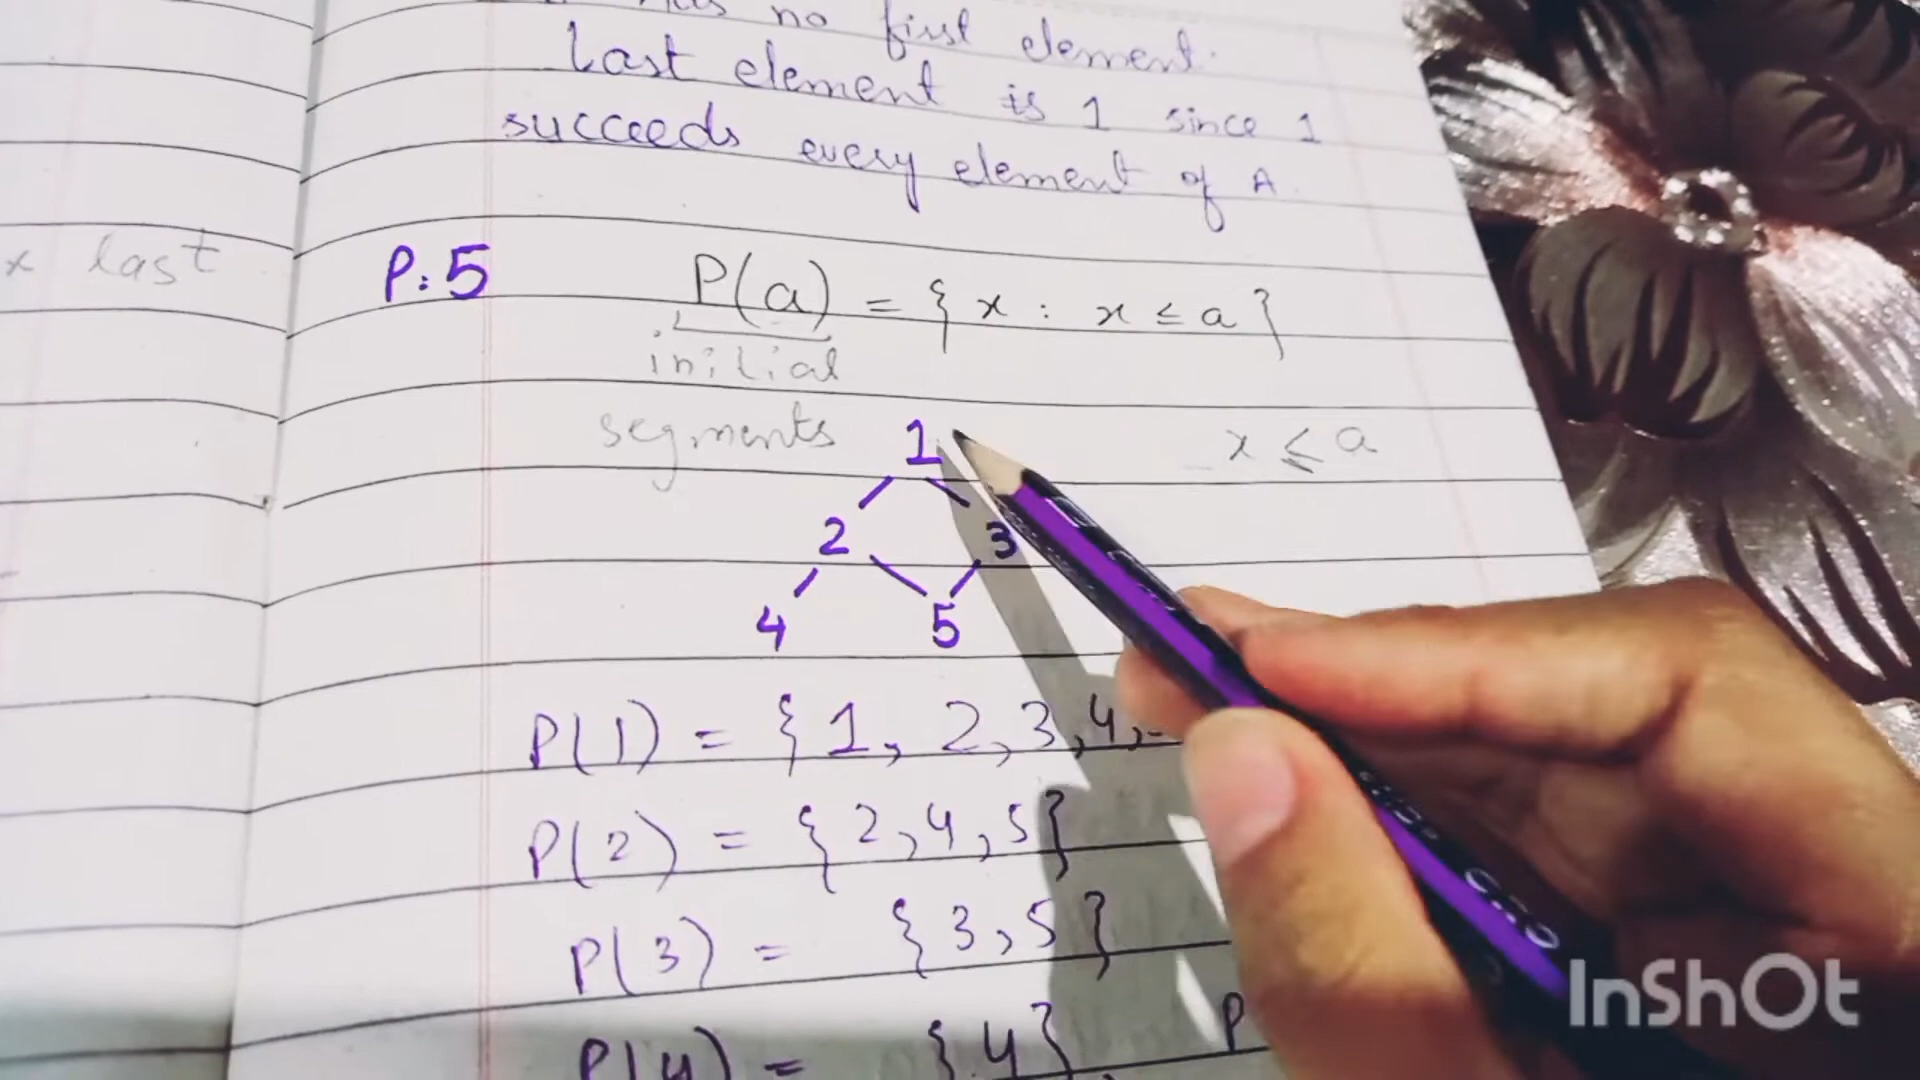 has no first element.
Last element is 1 since 1
succeeds every element of A.
x last
P:5 P(a) = { x : x ≤ a }
initial
segments 1 x ≤ a
2 3
4 5
P(1) = { 1, 2, 3, 4,
P(2) = { 2, 4, 5 }
P(3) = { 3, 5 }
P(4) = { 4 } P
InShOt